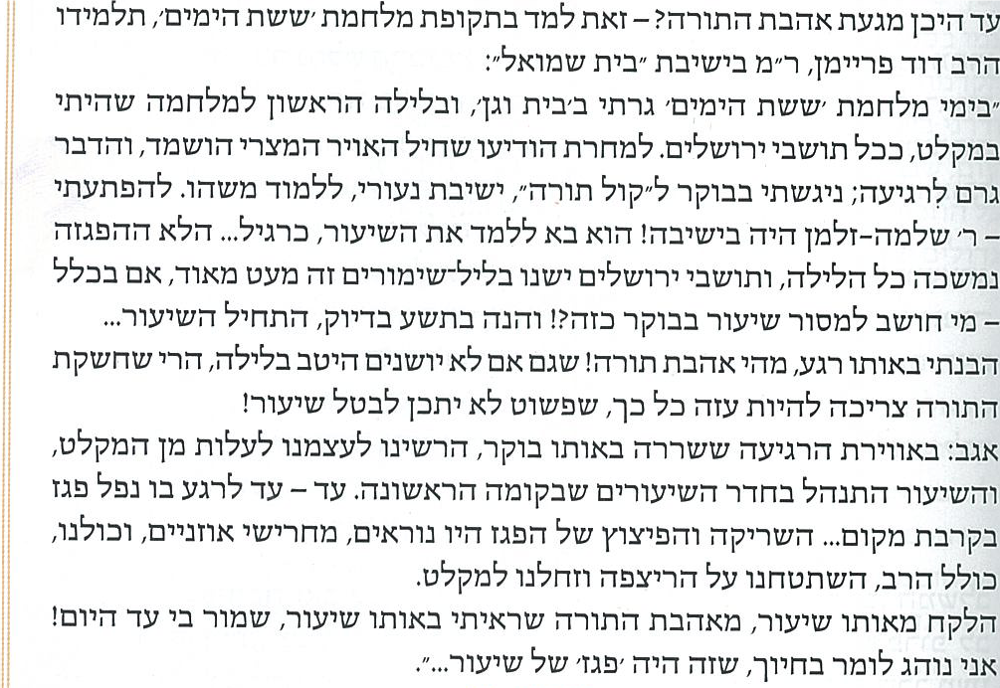 עד היכן מגעת אהבת התורה? – זאת למד בתקופת מלחמת 'ששת הימים', תלמידו
הרב דוד פריימן, ר״מ בישיבת ״בית שמואל״:
״בימי מלחמת 'ששת הימים' גרתי ב'בית וגן', ובלילה הראשון למלחמה שהיתי
במקלט, ככל תושבי ירושלים. למחרת הודיעו שחיל האויר המצרי הושמד, והדבר
גרם לרגיעה; ניגשתי בבוקר ל״קול תורה״, ישיבת נעורי, ללמוד משהו. להפתעתי
– ר' שלמה-זלמן היה בישיבה! הוא בא ללמד את השיעור, כרגיל... הלא ההפגזה
נמשכה כל הלילה, ותושבי ירושלים ישנו בליל־שימורים זה מעט מאוד, אם בכלל
– מי חושב למסור שיעור בבוקר כזה?! והנה בתשע בדיוק, התחיל השיעור...
הבנתי באותו רגע, מהי אהבת תורה! שגם אם לא יושנים היטב בלילה, הרי שחשקת
התורה צריכה להיות עזה כל כך, שפשוט לא יתכן לבטל שיעור!
אגב: באווירת הרגיעה ששררה באותו בוקר, הרשינו לעצמנו לעלות מן המקלט,
והשיעור התנהל בחדר השיעורים שבקומה הראשונה. עד – עד לרגע בו נפל פגז
בקרבת מקום... השריקה והפיצוץ של הפגז היו נוראים, מחרישי אוזניים, וכולנו,
כולל הרב, השתטחנו על הריצפה וזחלנו למקלט.
הלקח מאותו שיעור, מאהבת התורה שראיתי באותו שיעור, שמור בי עד היום!
אני נוהג לומר בחיוך, שזה היה 'פגז' של שיעור...״.